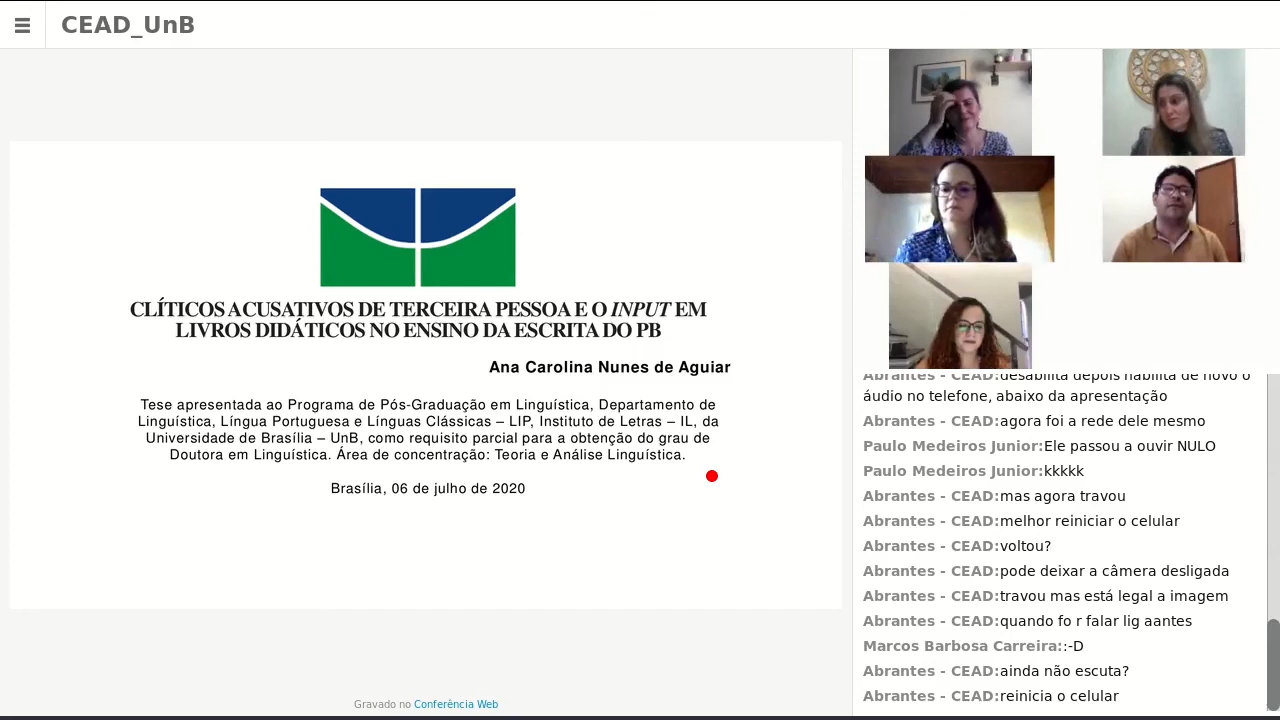 CEAD_UnB
CLÍTICOS ACUSATIVOS DE TERCEIRA PESSOA E O INPUT EM
LIVROS DIDÁTICOS NO ENSINO DA ESCRITA DO PB
Ana Carolina Nunes de Aguiar
Tese apresentada ao Programa de Pós-Graduação em Linguística, Departamento de
Linguística, Língua Portuguesa e Línguas Clássicas – LIP, Instituto de Letras – IL, da
Universidade de Brasília – UnB, como requisito parcial para a obtenção do grau de
Doutora em Linguística. Área de concentração: Teoria e Análise Linguística.
Brasília, 06 de julho de 2020
Gravado no Conferência Web
Abrantes - CEAD:desabilita depois habilita de novo o
áudio no telefone, abaixo da apresentação
Abrantes - CEAD:agora foi a rede dele mesmo
Paulo Medeiros Junior:Ele passou a ouvir NULO
Paulo Medeiros Junior:kkkkk
Abrantes - CEAD:mas agora travou
Abrantes - CEAD:melhor reiniciar o celular
Abrantes - CEAD:voltou?
Abrantes - CEAD:pode deixar a câmera desligada
Abrantes - CEAD:travou mas está legal a imagem
Abrantes - CEAD:quando fo r falar lig aantes
Marcos Barbosa Carreira::-D
Abrantes - CEAD:ainda não escuta?
Abrantes - CEAD:reinicia o celular